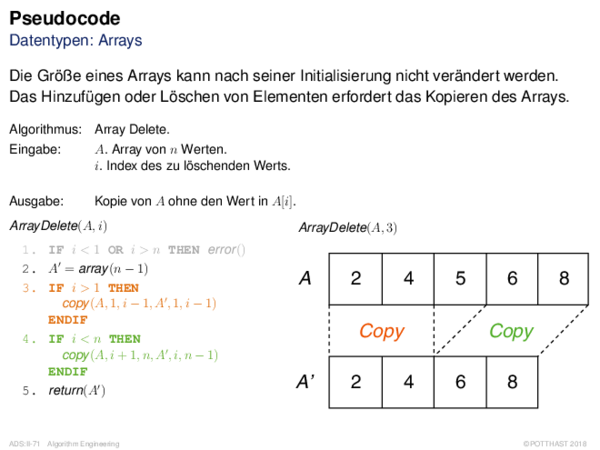 Pseudocode
Datentypen: Arrays
Die Größe eines Arrays kann nach seiner Initialisierung nicht verändert werden.
Das Hinzufügen oder Löschen von Elementen erfordert das Kopieren des Arrays.
Algorithmus: Array Delete.
Eingabe: A. Array von n Werten.
i. Index des zu löschenden Werts.
Ausgabe: Kopie von A ohne den Wert in A[i].
ArrayDelete(A, i)
1. IF i < 1 OR i > n THEN error()
2. A′ = array(n − 1)
3. IF i > 1 THEN
copy(A, 1, i − 1, A′, 1, i − 1)
ENDIF
4. IF i < n THEN
copy(A, i + 1, n, A′, i, n − 1)
ENDIF
5. return(A′)
ArrayDelete(A, 3)
A 2 4 5 6 8
Copy Copy
A' 2 4 6 8
ADS:II-71 Algorithm Engineering ©POTTHAST 2018